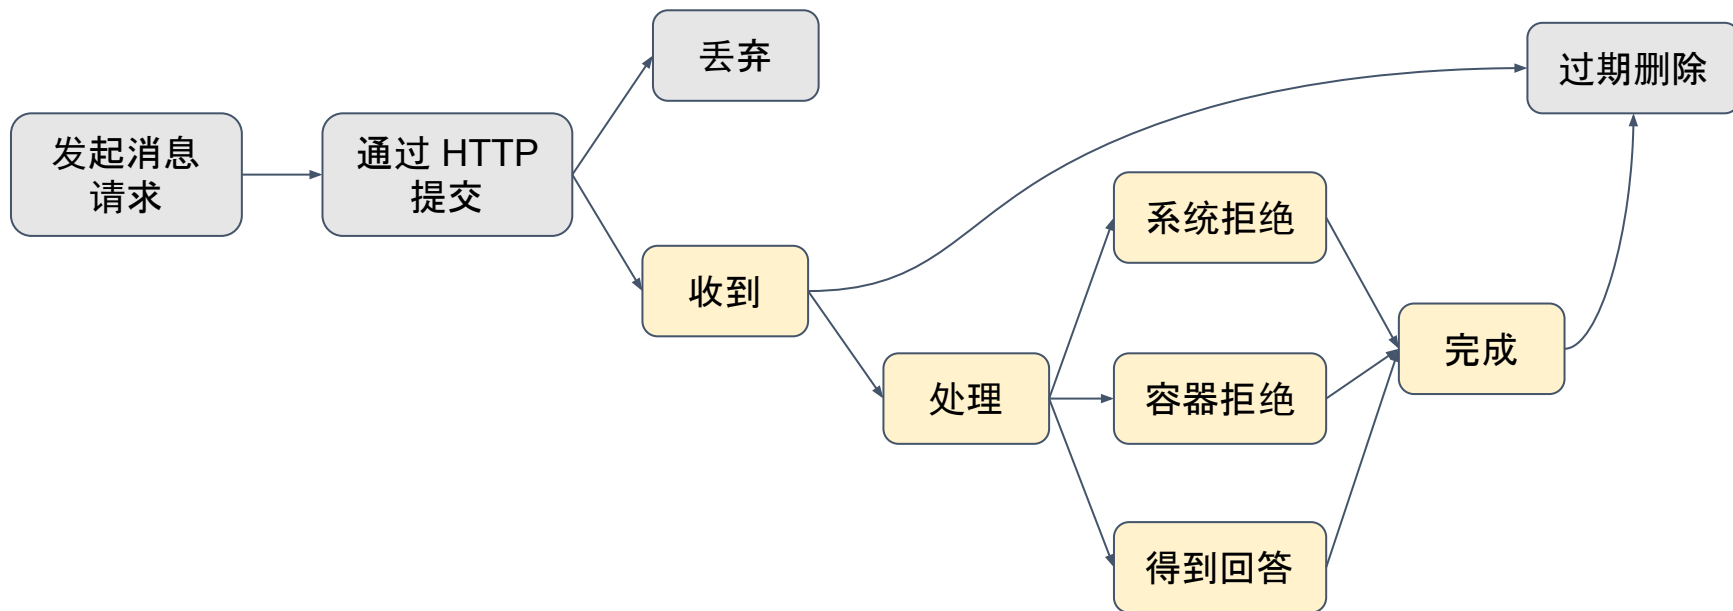 发起消息
请求
通过 HTTP
提交
丢弃
收到
处理
系统拒绝
容器拒绝
得到回答
完成
过期删除